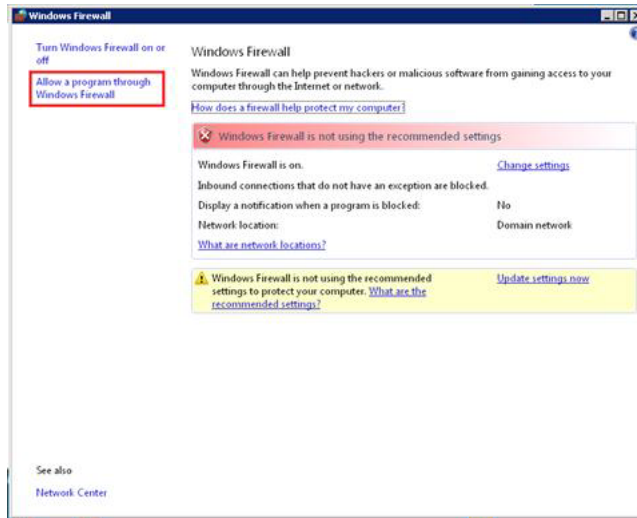 Windows Firewall
Turn Windows Firewall on or
off
Allow a program through
Windows Firewall
Windows Firewall
Windows Firewall can help prevent hackers or malicious software from gaining access to your
computer through the Internet or network.
How does a firewall help protect my computer?
Windows Firewall is not using the recommended settings
Windows Firewall is on.
Change settings
Inbound connections that do not have an exception are blocked.
Display a notification when a program is blocked:
No
Network location:
Domain network
What are network locations?
Windows Firewall is not using the recommended
settings to protect your computer. What are the
recommended settings?
Update settings now
See also
Network Center